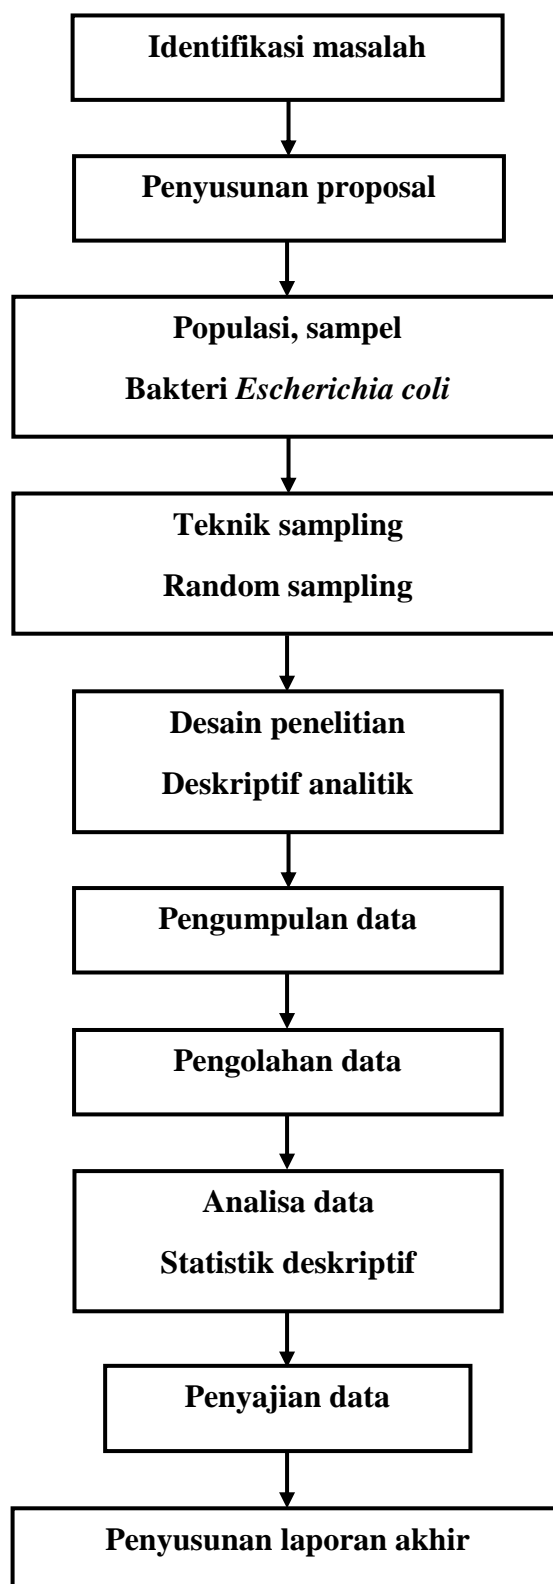 Identifikasi masalah
Penyusunan proposal
Populasi, sampel
Bakteri Escherichia coli
Teknik sampling
Random sampling
Desain penelitian
Deskriptif analitik
Pengumpulan data
Pengolahan data
Analisa data
Statistik deskriptif
Penyajian data
Penyusunan laporan akhir